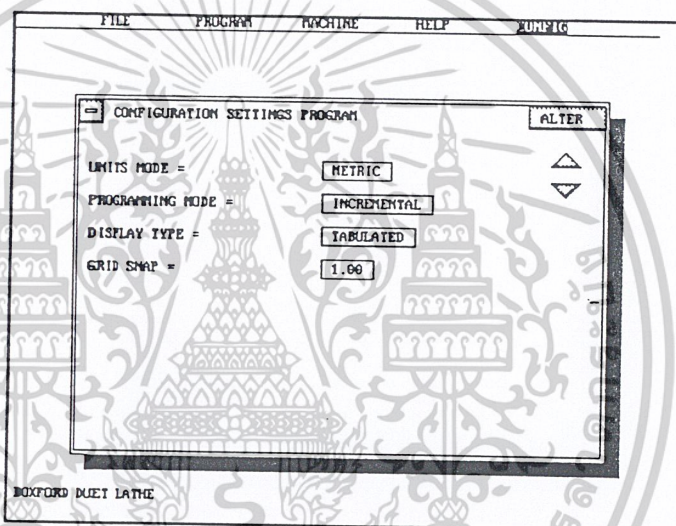 FILE PROGRAM MACHINE HELP
CONFIGURATION SETTINGS PROGRAM
ALTER
UNITS MODE = METRIC
PROGRAMMING MODE = INCREMENTAL
DISPLAY TYPE = TABULATED
GRID SNAP = 1.00
BOXFORD DUET LATHE